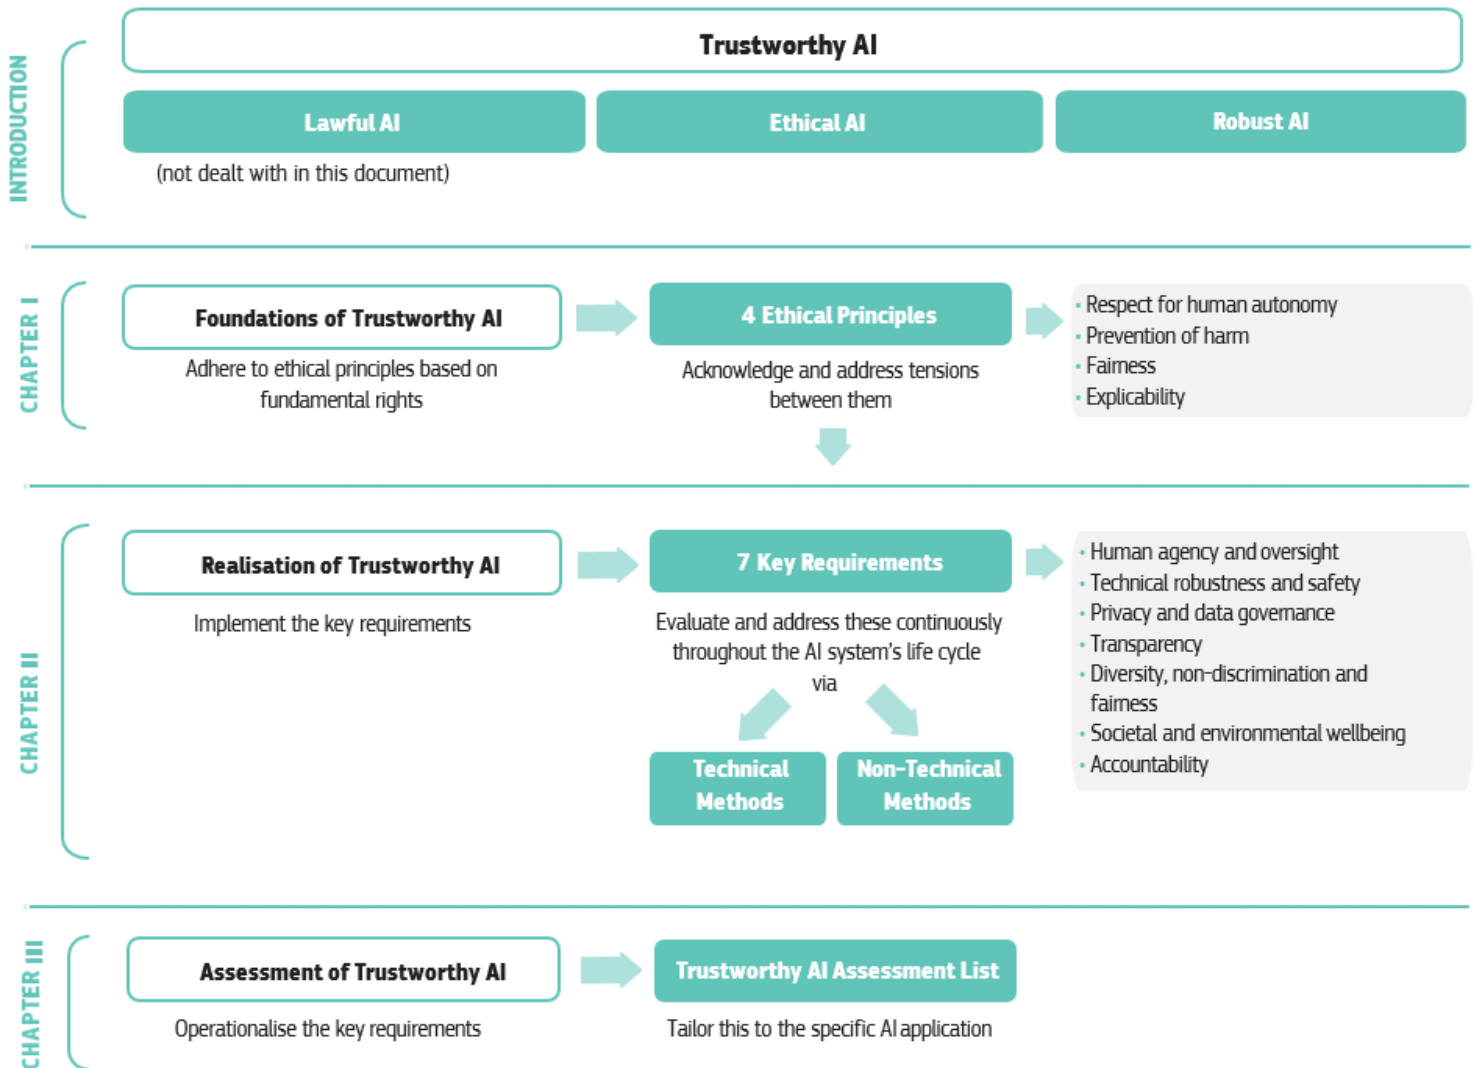 INTRODUCTION
Trustworthy AI
Lawful AI
Ethical AI
Robust AI
(not dealt with in this document)
CHAPTER I
Foundations of Trustworthy AI
Adhere to ethical principles based on
fundamental rights
4 Ethical Principles
Acknowledge and address tensions
between them
• Respect for human autonomy
• Prevention of harm
• Fairness
• Explicability
CHAPTER II
Realisation of Trustworthy AI
Implement the key requirements
7 Key Requirements
Evaluate and address these continuously
throughout the AI system's life cycle
via
Technical
Methods
Non-Technical
Methods
• Human agency and oversight
• Technical robustness and safety
• Privacy and data governance
• Transparency
• Diversity, non-discrimination and
fairness
• Societal and environmental wellbeing
• Accountability
CHAPTER III
Assessment of Trustworthy AI
Operationalise the key requirements
Trustworthy AI Assessment List
Tailor this to the specific AI application